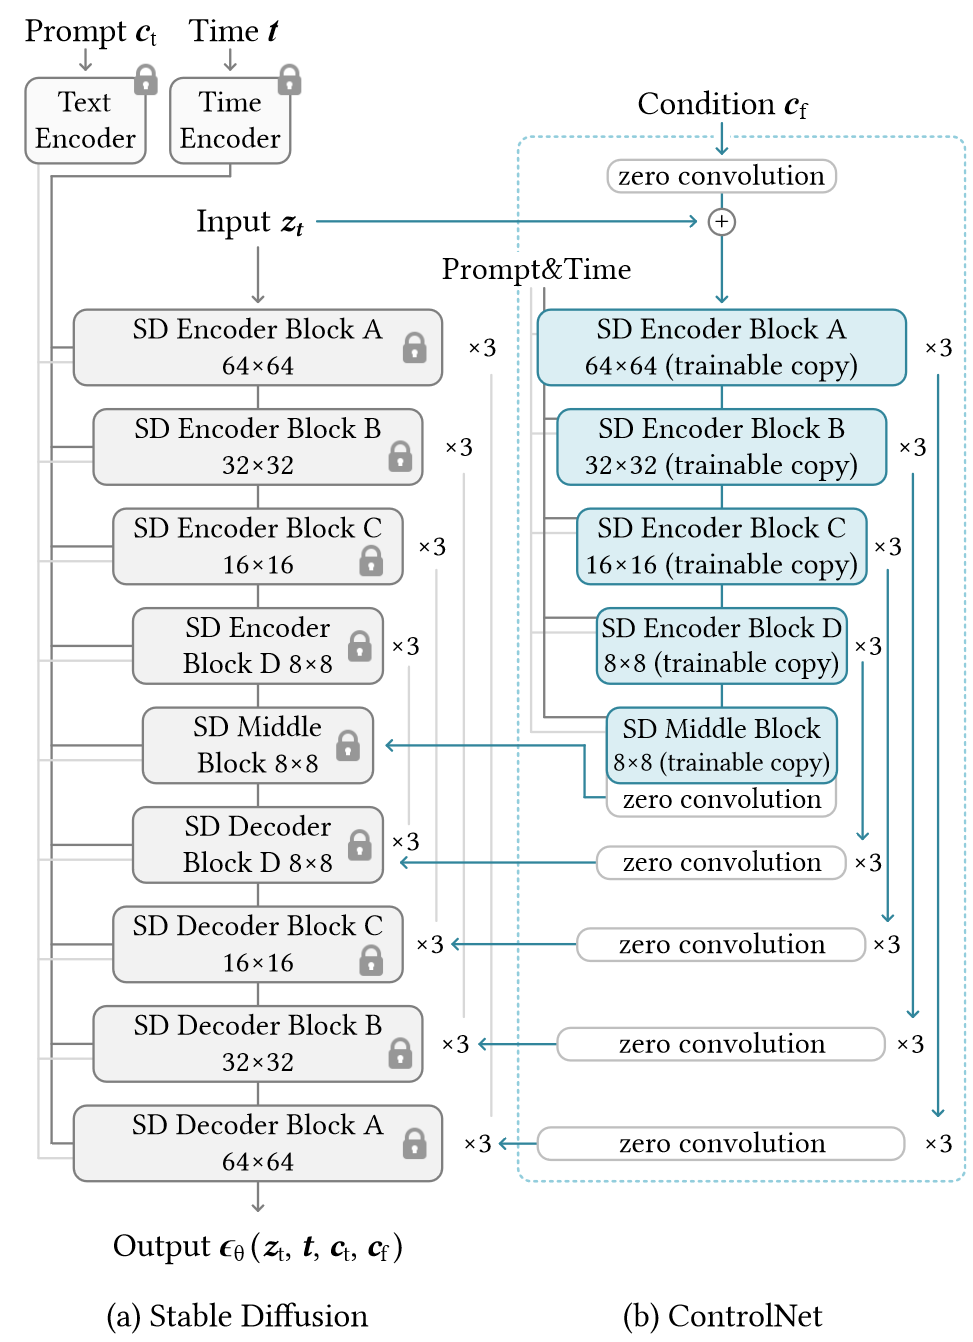 Prompt cₜ
Time t
Text
Encoder
Time
Encoder
Condition c_f
zero convolution
Input zₜ
+
Prompt&Time
SD Encoder Block A
64×64
×3
SD Encoder Block A
64×64 (trainable copy)
×3
SD Encoder Block B
32×32
×3
SD Encoder Block B
32×32 (trainable copy)
×3
SD Encoder Block C
16×16
×3
SD Encoder Block C
16×16 (trainable copy)
×3
SD Encoder
Block D 8×8
×3
SD Encoder Block D
8×8 (trainable copy)
×3
SD Middle
Block 8×8
SD Middle Block
8×8 (trainable copy)
zero convolution
SD Decoder
Block D 8×8
×3
zero convolution
×3
SD Decoder Block C
16×16
×3
zero convolution
×3
SD Decoder Block B
32×32
×3
zero convolution
×3
SD Decoder Block A
64×64
×3
zero convolution
×3
Output ϵ_θ(zₜ, t, cₜ, c_f)
(a) Stable Diffusion
(b) ControlNet